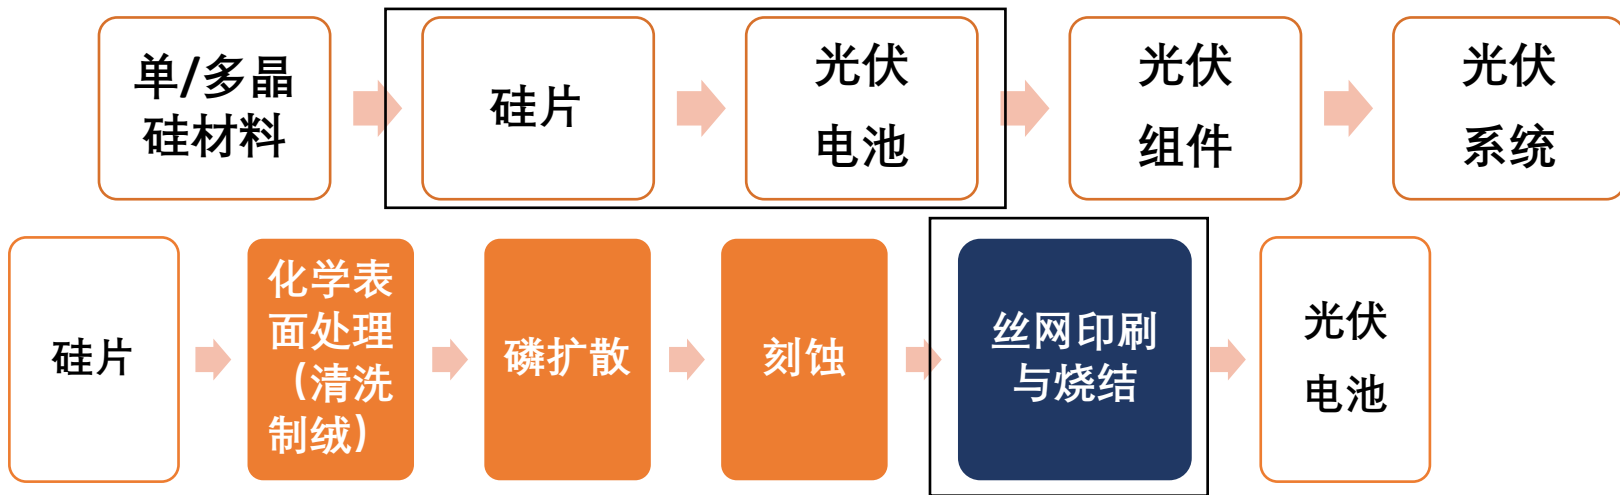 单/多晶
硅材料
硅片
光伏
电池
光伏
组件
光伏
系统
硅片
化学表
面处理
（清洗
制绒）
磷扩散
刻蚀
丝网印刷
与烧结
光伏
电池